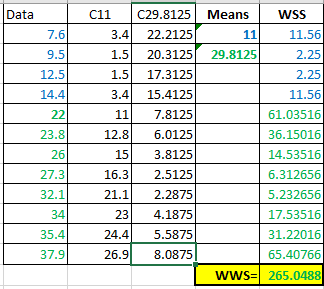 Data C11 C29.8125 Means WSS
7.6 3.4 22.2125 11 11.56
9.5 1.5 20.3125 29.8125 2.25
12.5 1.5 17.3125 2.25
14.4 3.4 15.4125 11.56
22 11 7.8125 61.03516
23.8 12.8 6.0125 36.15016
26 15 3.8125 14.53516
27.3 16.3 2.5125 6.312656
32.1 21.1 2.2875 5.232656
34 23 4.1875 17.53516
35.4 24.4 5.5875 31.22016
37.9 26.9 8.0875 65.40766
WWS= 265.0488